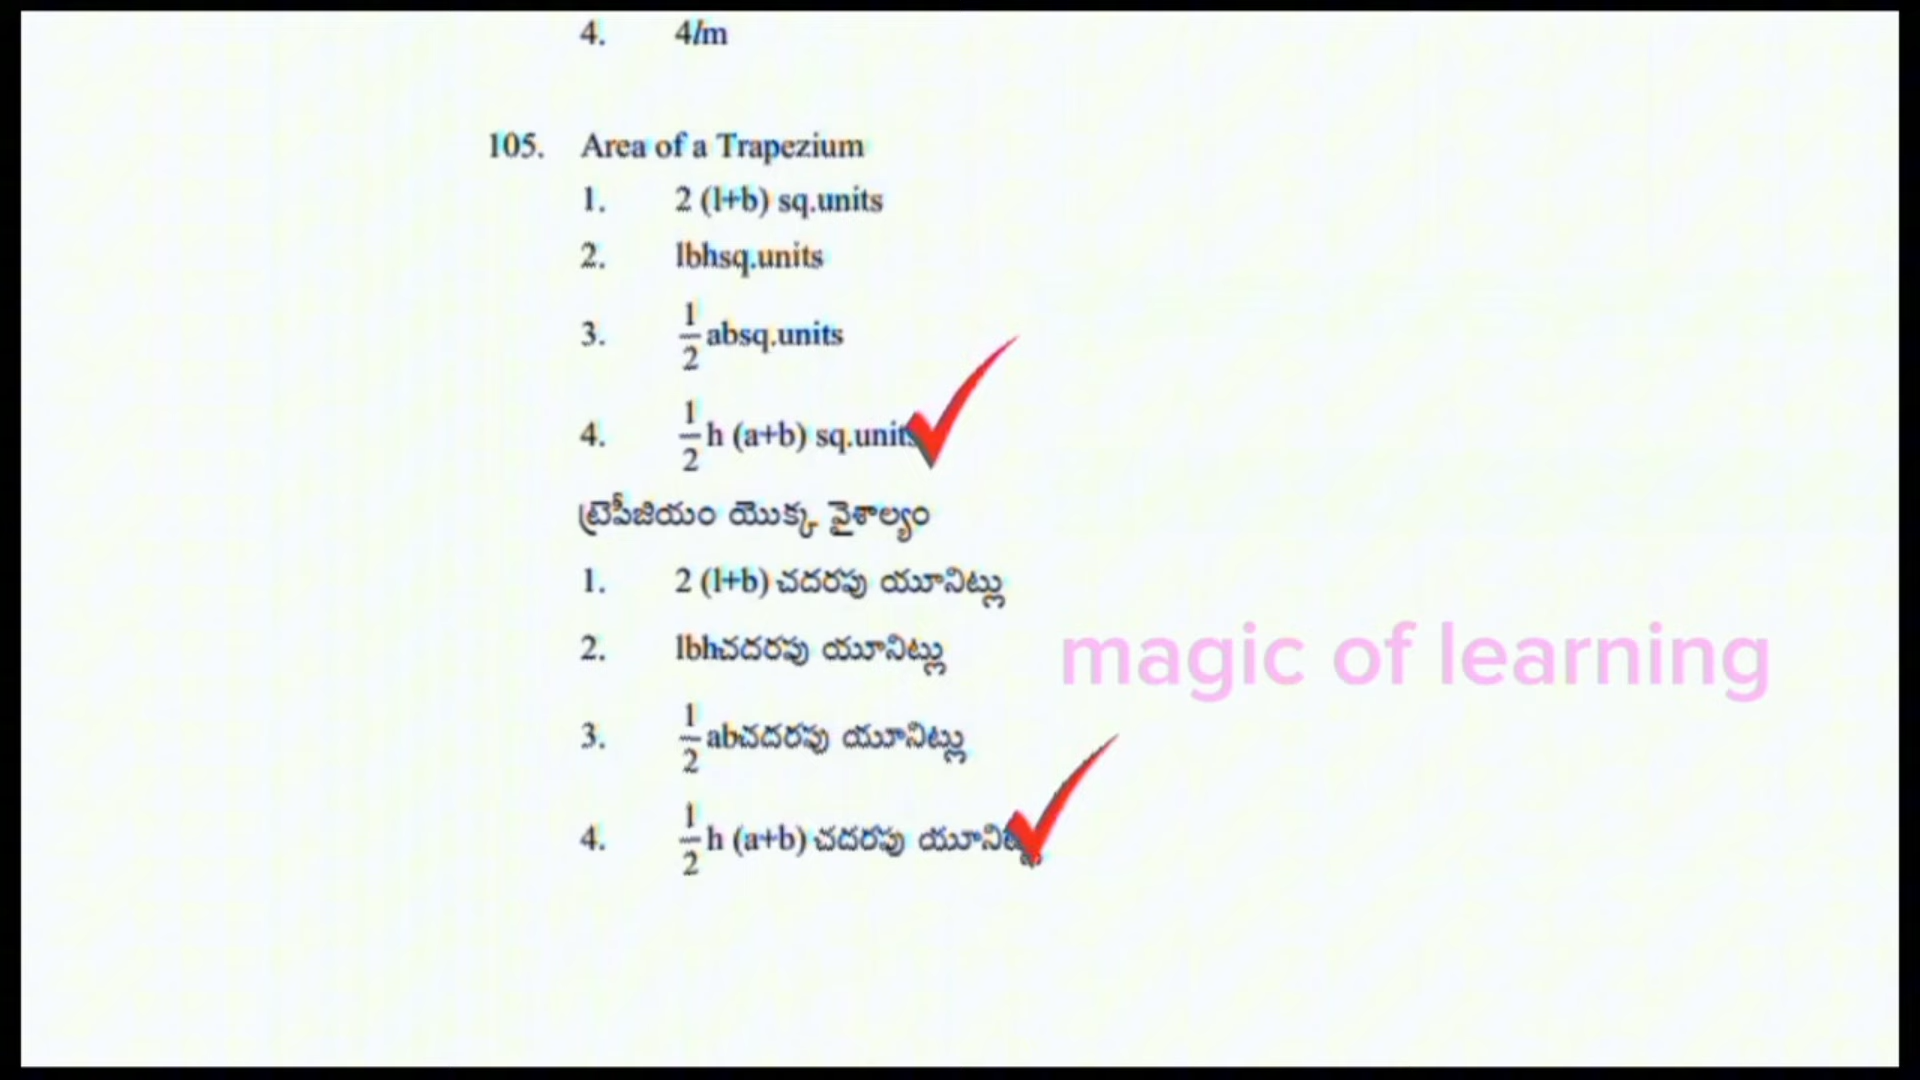 4. 4lm
105. Area of a Trapezium
1. 2 (l+b) sq.units
2. lbhsq.units
3. 1/2 absq.units
4. 1/2 h (a+b) sq.units
ట్రెపీజియం యొక్క వైశాల్యం
1. 2 (l+b) చదరపు యూనిట్లు
2. lbhచదరపు యూనిట్లు
magic of learning
3. 1/2 abచదరపు యూనిట్లు
4. 1/2 h (a+b) చదరపు యూనిట్లు